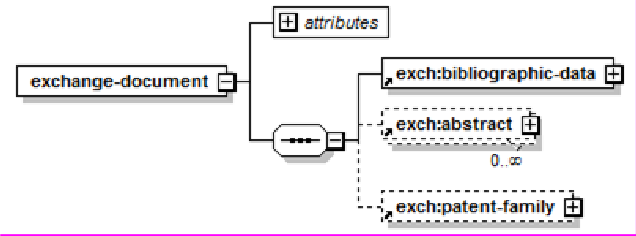 attributes
exchange-document
exch:bibliographic-data
exch:abstract
0..∞
exch:patent-family